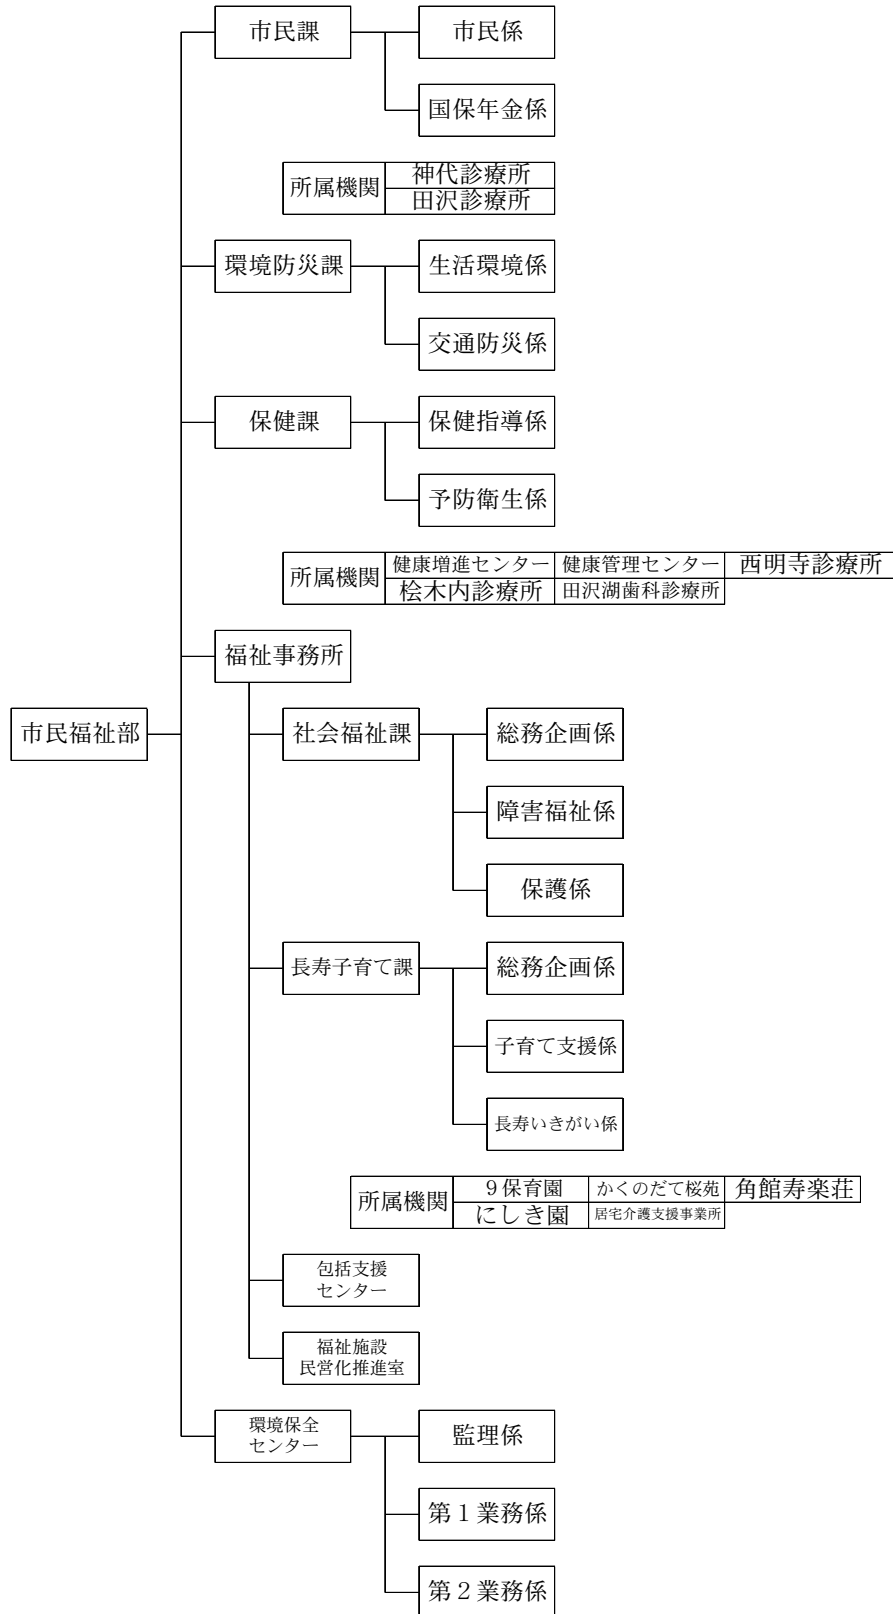 市民課
市民係
国保年金係
所属機関
神代診療所
田沢診療所
環境防災課
生活環境係
交通防災係
保健課
保健指導係
予防衛生係
所属機関
健康増進センター
健康管理センター
西明寺診療所
桧木内診療所
田沢湖歯科診療所
福祉事務所
市民福祉部
社会福祉課
総務企画係
障害福祉係
保護係
長寿子育て課
総務企画係
子育て支援係
長寿いきがい係
所属機関
9保育園
かくのだて桜苑
角館寿楽荘
にしき園
居宅介護支援事業所
包括支援
センター
福祉施設
民営化推進室
環境保全
センター
監理係
第1業務係
第2業務係